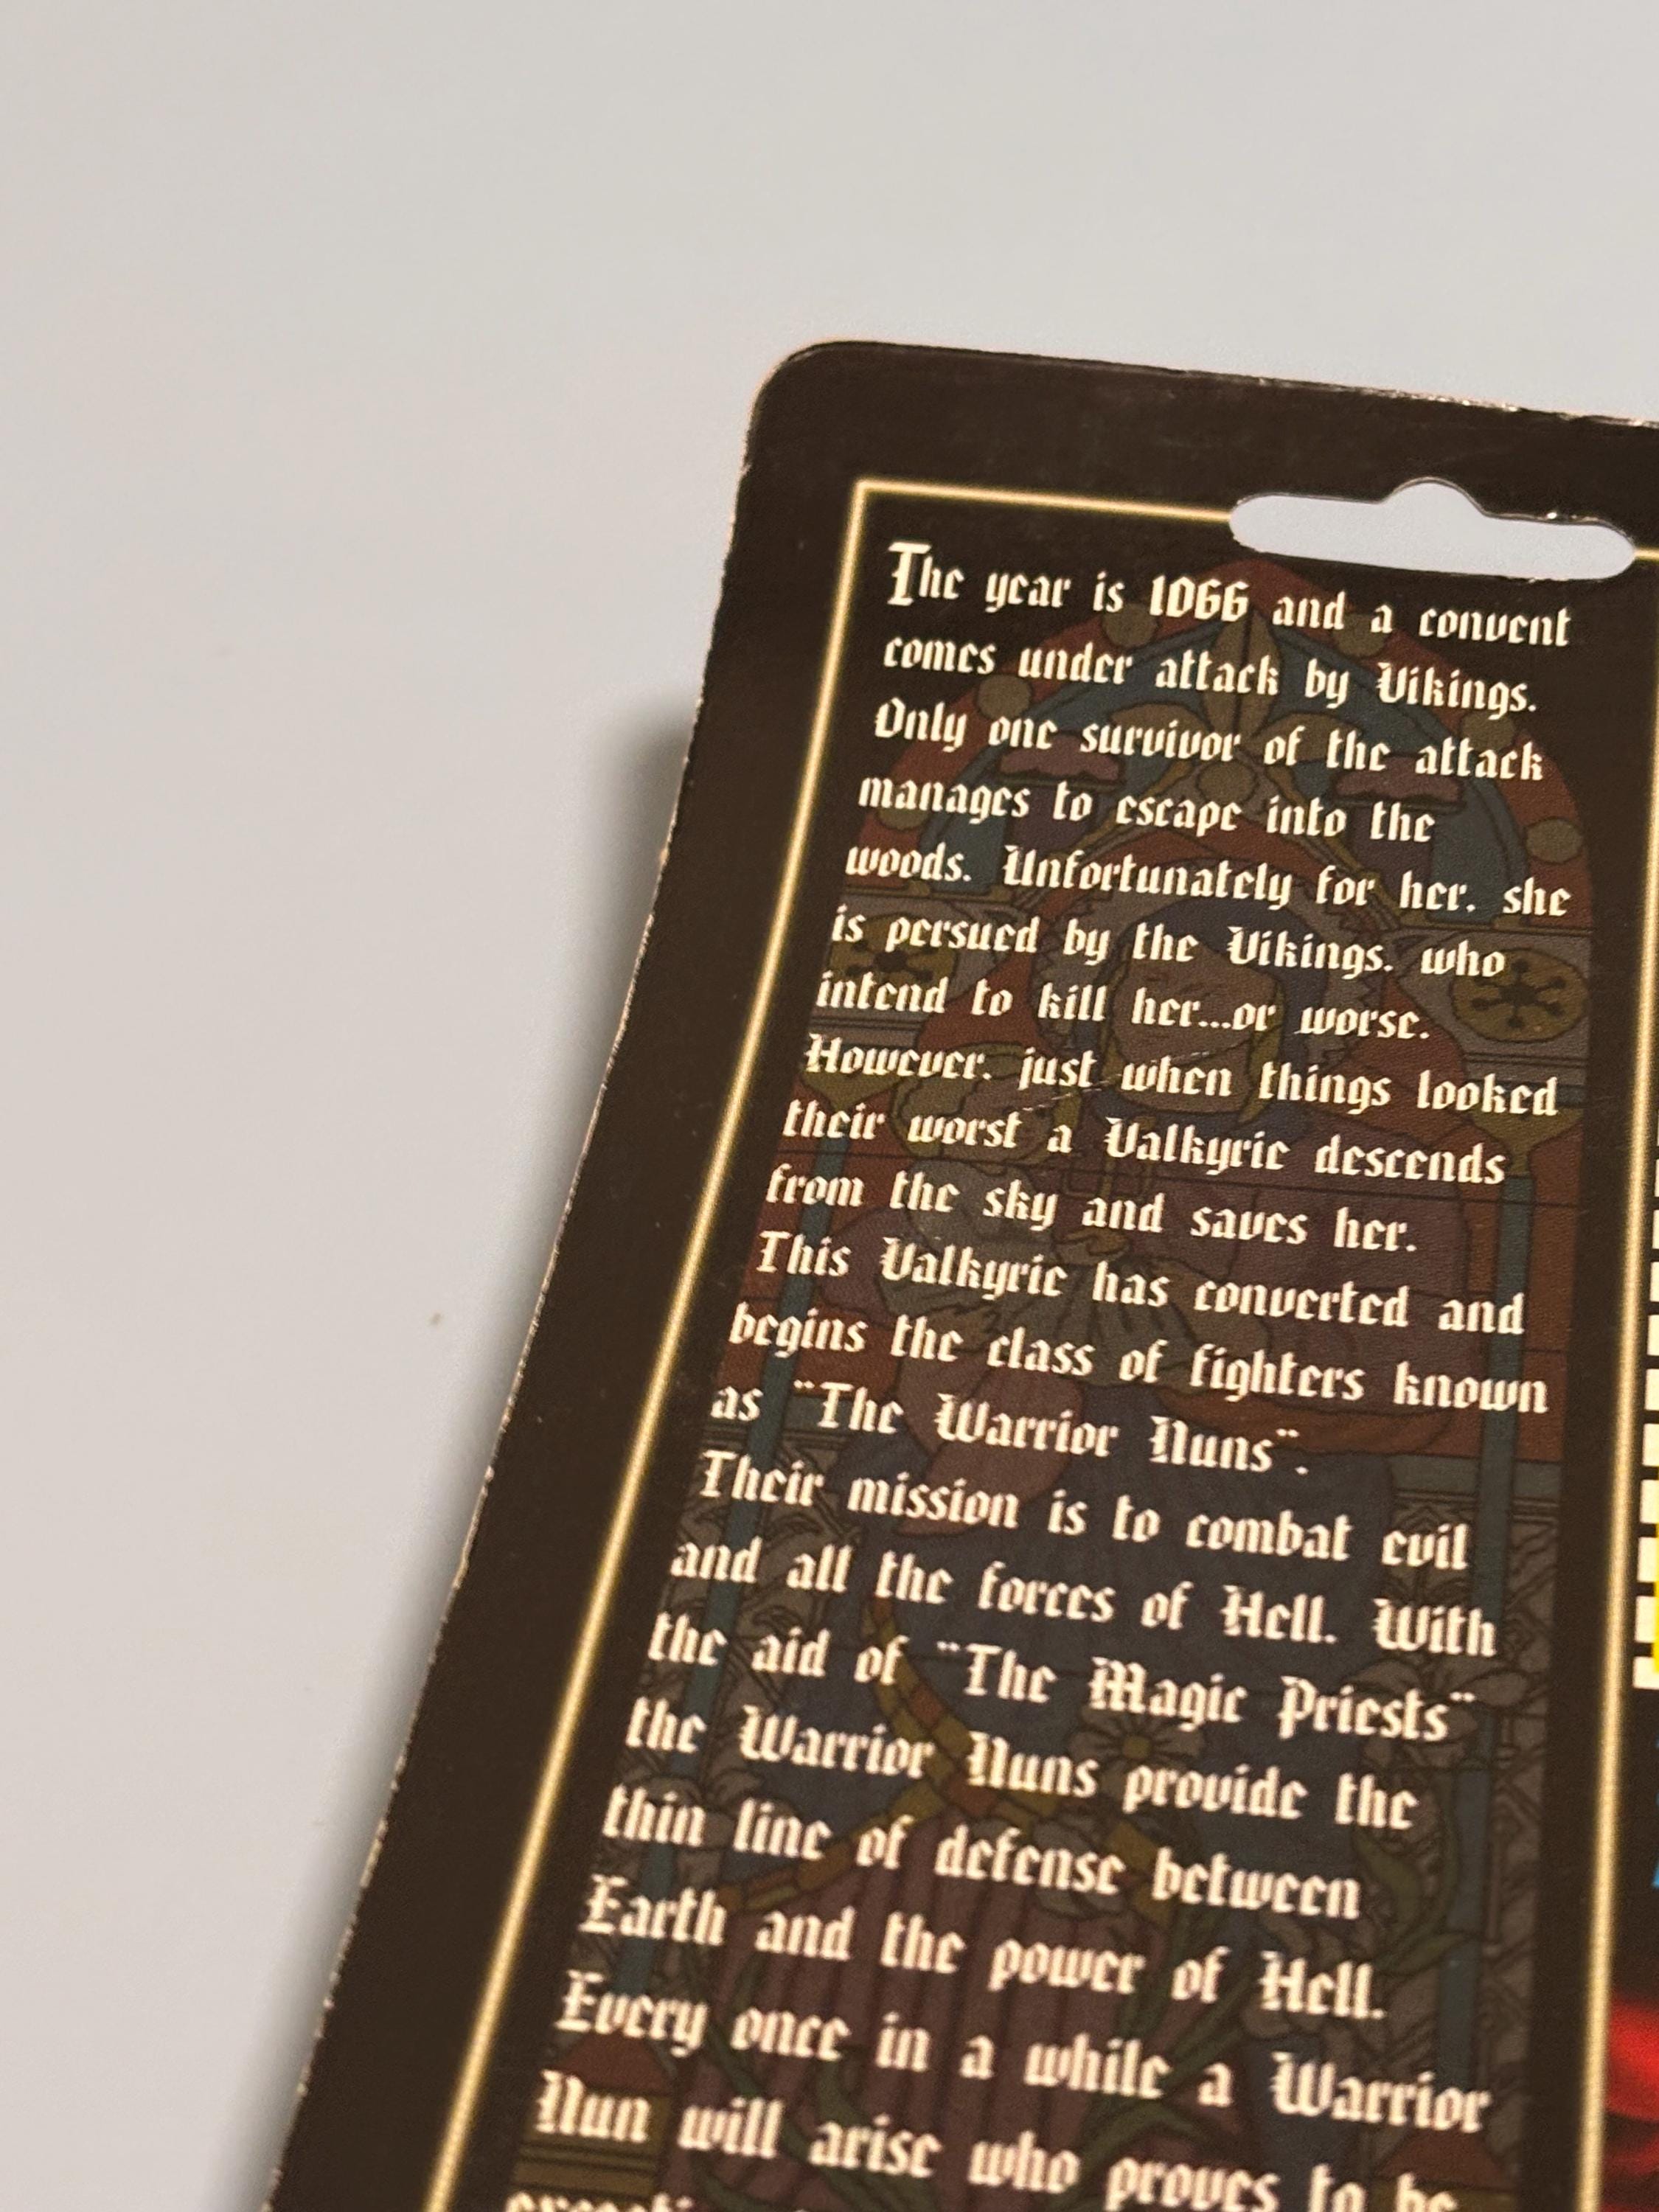 The year is 1066 and a convent
comes under attack by Vikings.
Only one survivor of the attack
manages to escape into the
woods. Unfortunately for her, she
is persued by the Vikings, who
intend to kill her...or worse.
However, just when things looked
their worst a Valkyrie descends
from the sky and saves her.
This Valkyrie has converted and
begins the class of fighters known
as "The Warrior Nuns".
Their mission is to combat evil
and all the forces of Hell. With
the aid of "The Magic Priests"
the Warrior Nuns provide the
thin line of defense between
Earth and the power of Hell.
Every once in a while a Warrior
Nun will arise who proves to be